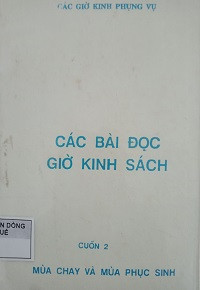 CÁC GIỜ KINH PHỤNG VỤ
CÁC BÀI ĐỌC
GIỜ KINH SÁCH
N DÒNG
UẾ
CUỐN 2
MÙA CHAY VÀ MÙA PHỤC SINH